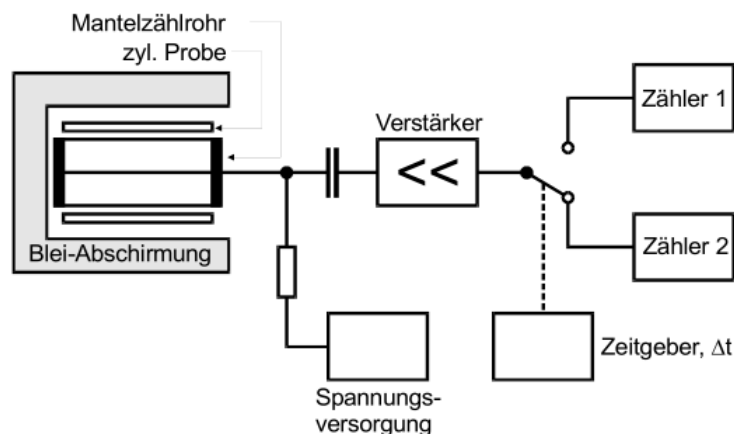 Mantelzählrohr
zyl. Probe
Verstärker
<<
Zähler 1
Blei-Abschirmung
Zähler 2
Zeitgeber, Δt
Spannungs-
versorgung